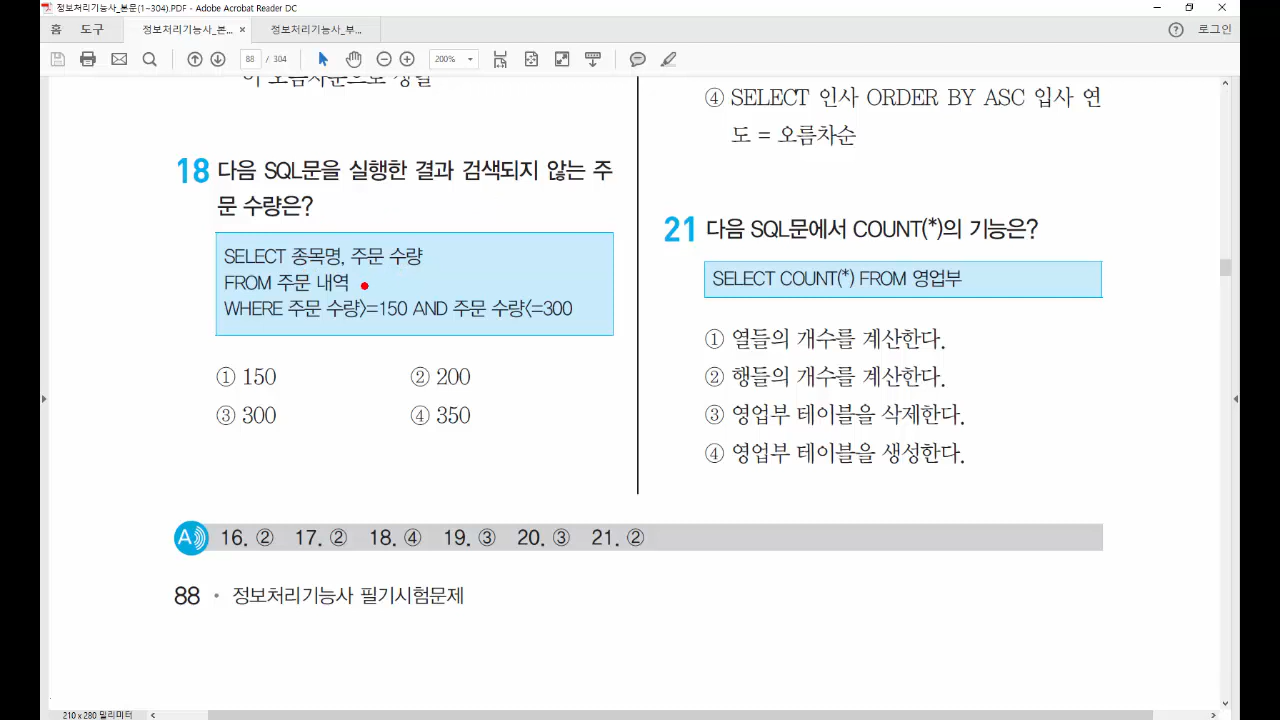 정보처리기능사_본문(1-304).PDF - Adobe Acrobat Reader DC
홈 도구 정보처리기능사_본... × 정보처리기능사_부... 로그인
88 / 304 200%
④ SELECT 인사 ORDER BY ASC 입사 연
도 = 오름차순
18 다음 SQL문을 실행한 결과 검색되지 않는 주
문 수량은?
SELECT 종목명, 주문 수량
FROM 주문 내역
WHERE 주문 수량>=150 AND 주문 수량<=300
① 150 ② 200
③ 300 ④ 350
21 다음 SQL문에서 COUNT(*)의 기능은?
SELECT COUNT(*) FROM 영업부
① 열들의 개수를 계산한다.
② 행들의 개수를 계산한다.
③ 영업부 테이블을 삭제한다.
④ 영업부 테이블을 생성한다.
A 16. ② 17. ② 18. ④ 19. ③ 20. ③ 21. ②
88 • 정보처리기능사 필기시험문제
210 x 280 밀리미터